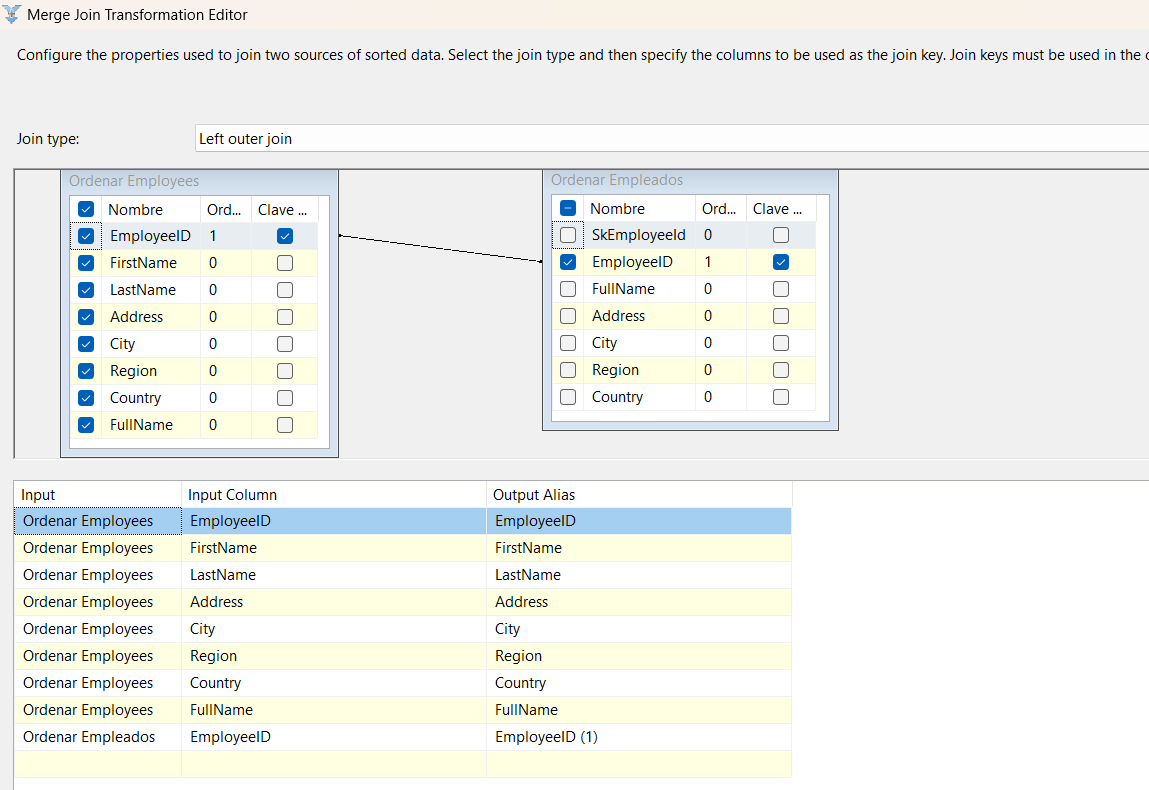 Merge Join Transformation Editor
Configure the properties used to join two sources of sorted data. Select the join type and then specify the columns to be used as the join key. Join keys must be used in the
Join type: Left outer join
Ordenar Employees
Nombre Ord... Clave ...
EmployeeID 1
FirstName 0
LastName 0
Address 0
City 0
Region 0
Country 0
FullName 0
Ordenar Empleados
Nombre Ord... Clave ...
SkEmployeeId 0
EmployeeID 1
FullName 0
Address 0
City 0
Region 0
Country 0
Input Input Column Output Alias
Ordenar Employees EmployeeID EmployeeID
Ordenar Employees FirstName FirstName
Ordenar Employees LastName LastName
Ordenar Employees Address Address
Ordenar Employees City City
Ordenar Employees Region Region
Ordenar Employees Country Country
Ordenar Employees FullName FullName
Ordenar Empleados EmployeeID EmployeeID (1)